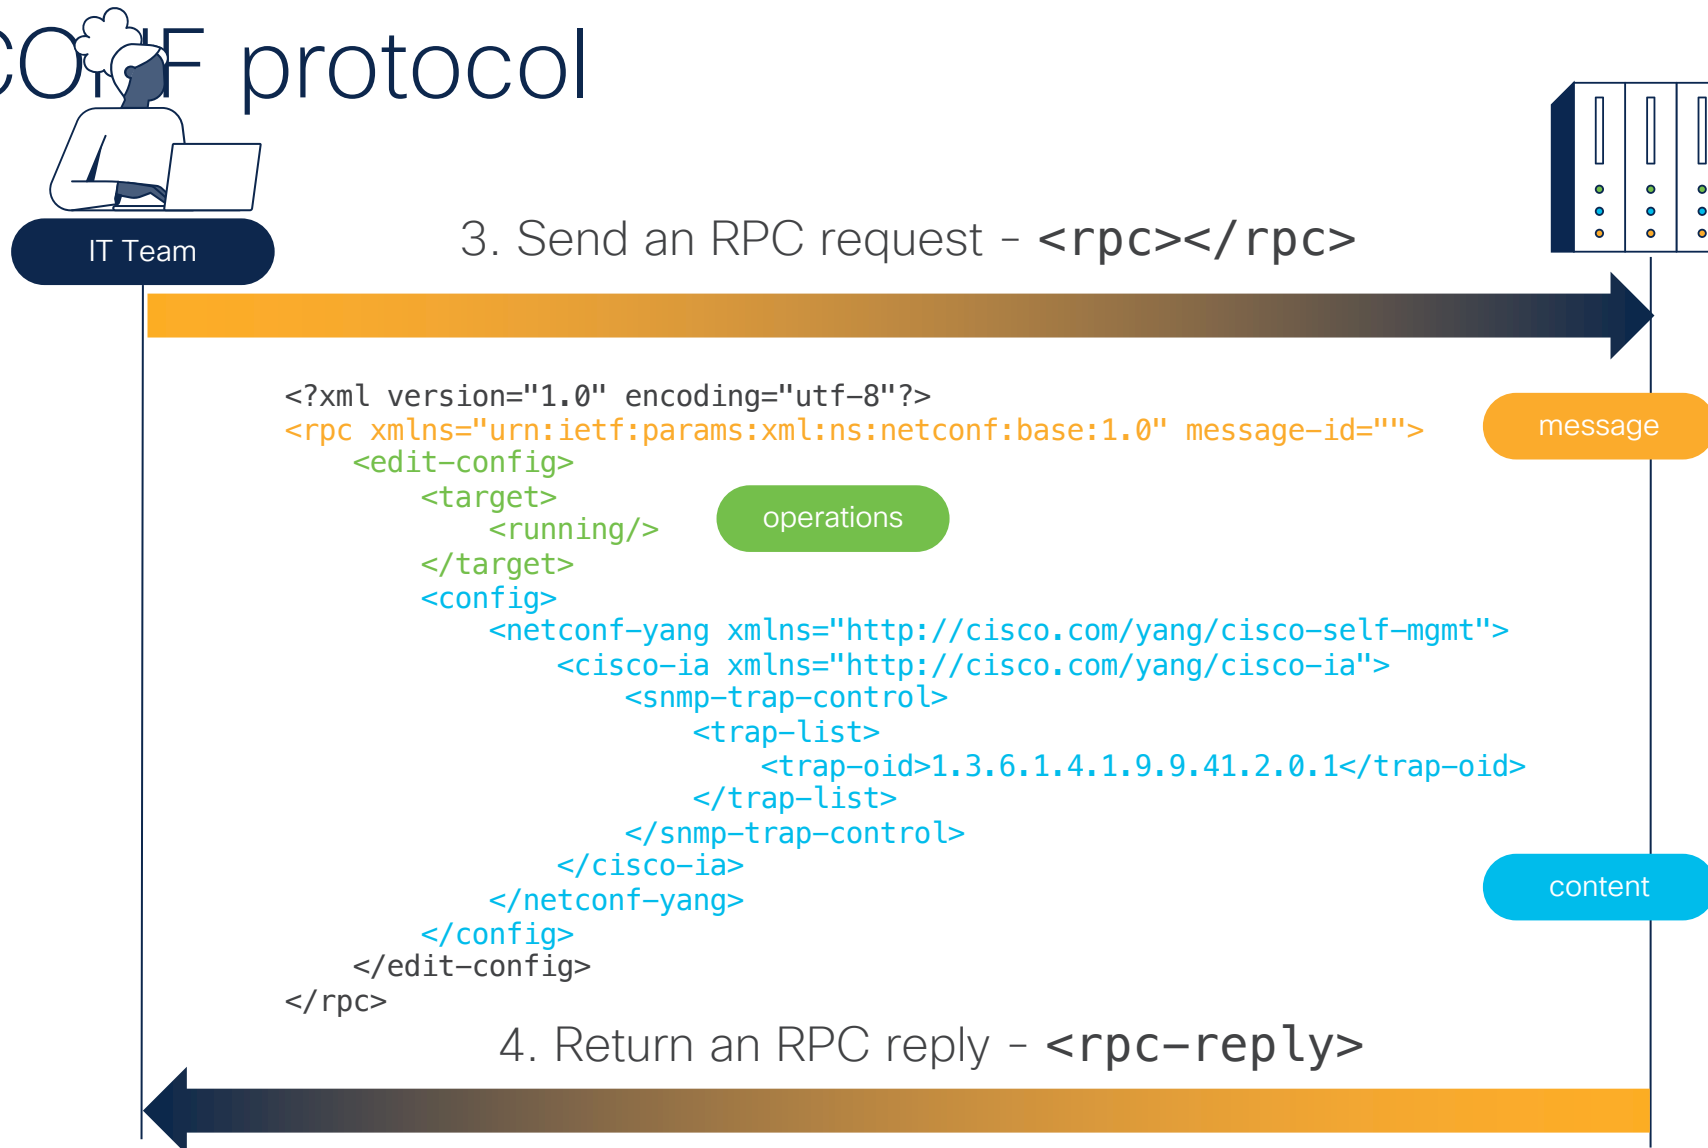 CONF protocol
IT Team
3. Send an RPC request - <rpc></rpc>
<?xml version="1.0" encoding="utf-8"?>
<rpc xmlns="urn:ietf:params:xml:ns:netconf:base:1.0" message-id="">
message
<edit-config>
<target>
operations
<running/>
</target>
<config>
<netconf-yang xmlns="http://cisco.com/yang/cisco-self-mgmt">
<cisco-ia xmlns="http://cisco.com/yang/cisco-ia">
<snmp-trap-control>
<trap-list>
<trap-oid>1.3.6.1.4.1.9.9.41.2.0.1</trap-oid>
</trap-list>
</snmp-trap-control>
</cisco-ia>
content
</netconf-yang>
</config>
</edit-config>
</rpc>
4. Return an RPC reply - <rpc-reply>